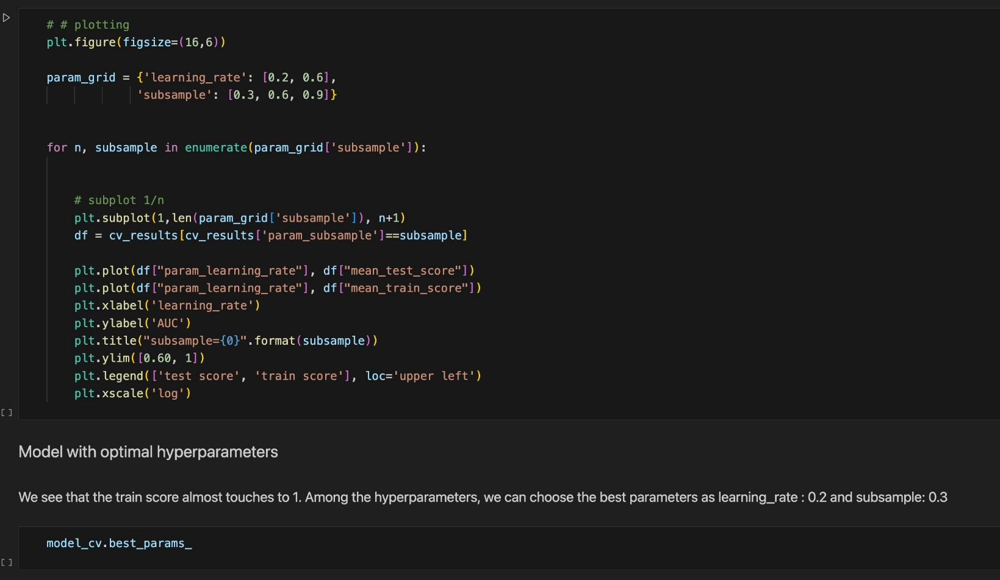 # # plotting
plt.figure(figsize=(16,6))
param_grid = {'learning_rate': [0.2, 0.6],
'subsample': [0.3, 0.6, 0.9]}
for n, subsample in enumerate(param_grid['subsample']):
# subplot 1/n
plt.subplot(1,len(param_grid['subsample']), n+1)
df = cv_results[cv_results['param_subsample']==subsample]
plt.plot(df["param_learning_rate"], df["mean_test_score"])
plt.plot(df["param_learning_rate"], df["mean_train_score"])
plt.xlabel('learning_rate')
plt.ylabel('AUC')
plt.title("subsample={0}".format(subsample))
plt.ylim([0.60, 1])
plt.legend(['test score', 'train score'], loc='upper left')
plt.xscale('log')
[ ]
Model with optimal hyperparameters
We see that the train score almost touches to 1. Among the hyperparameters, we can choose the best parameters as learning_rate : 0.2 and subsample: 0.3
model_cv.best_params_
[ ]